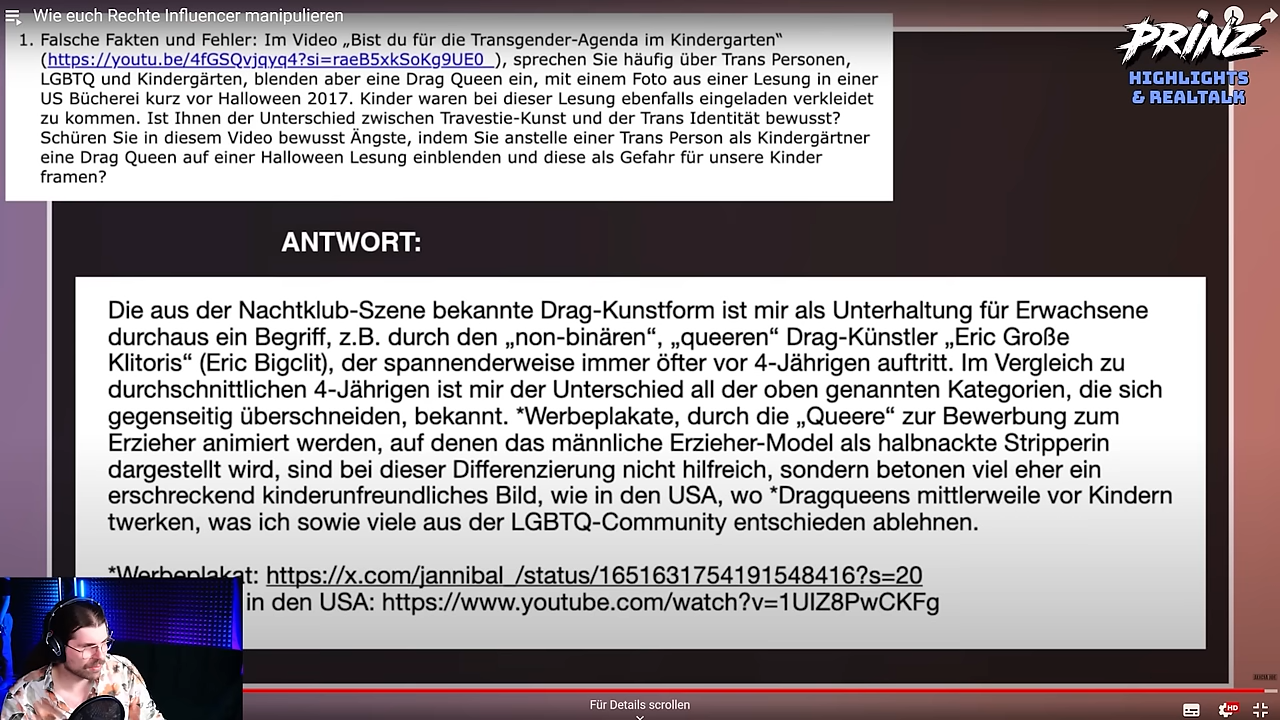 Wie euch Rechte Influencer manipulieren
PRINZ
HIGHLIGHTS
& REALTALK
1. Falsche Fakten und Fehler: Im Video „Bist du für die Transgender-Agenda im Kindergarten“
(https://youtu.be/4fGSQvjqyq4?si=raeB5xkSoKg9UE0_), sprechen Sie häufig über Trans Personen,
LGBTQ und Kindergärten, blenden aber eine Drag Queen ein, mit einem Foto aus einer Lesung in einer
US Bücherei kurz vor Halloween 2017. Kinder waren bei dieser Lesung ebenfalls eingeladen verkleidet
zu kommen. Ist Ihnen der Unterschied zwischen Travestie-Kunst und der Trans Identität bewusst?
Schüren Sie in diesem Video bewusst Ängste, indem Sie anstelle einer Trans Person als Kindergärtner
eine Drag Queen auf einer Halloween Lesung einblenden und diese als Gefahr für unsere Kinder
framen?
ANTWORT:
Die aus der Nachtklub-Szene bekannte Drag-Kunstform ist mir als Unterhaltung für Erwachsene
durchaus ein Begriff, z.B. durch den „non-binären“, „queeren“ Drag-Künstler „Eric Große
Klitoris“ (Eric Bigclit), der spannenderweise immer öfter vor 4-Jährigen auftritt. Im Vergleich zu
durchschnittlichen 4-Jährigen ist mir der Unterschied all der oben genannten Kategorien, die sich
gegenseitig überschneiden, bekannt. *Werbeplakate, durch die „Queere“ zur Bewerbung zum
Erzieher animiert werden, auf denen das männliche Erzieher-Model als halbnackte Stripperin
dargestellt wird, sind bei dieser Differenzierung nicht hilfreich, sondern betonen viel eher ein
erschreckend kinderunfreundliches Bild, wie in den USA, wo *Dragqueens mittlerweile vor Kindern
twerken, was ich sowie viele aus der LGBTQ-Community entschieden ablehnen.
*Werbeplakat: https://x.com/jannibal_/status/1651631754191548416?s=20
in den USA: https://www.youtube.com/watch?v=1UIZ8PwCKFg
Für Details scrollen
HD